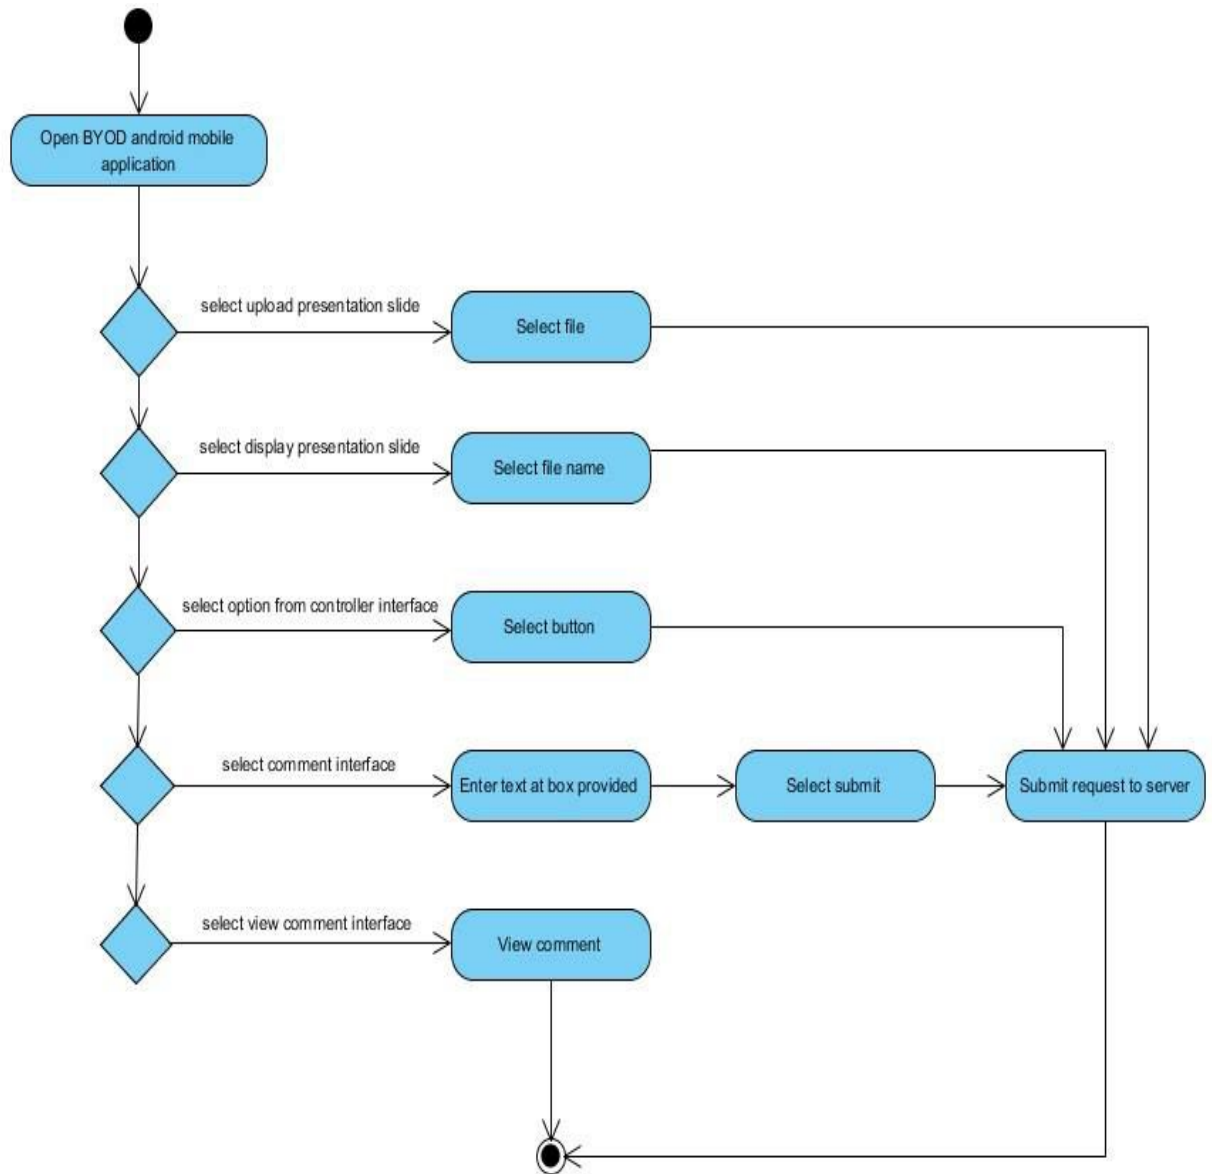 Open BYOD android mobile
application
select upload presentation slide
Select file
select display presentation slide
Select file name
select option from controller interface
Select button
select comment interface
Enter text at box provided
Select submit
Submit request to server
select view comment interface
View comment